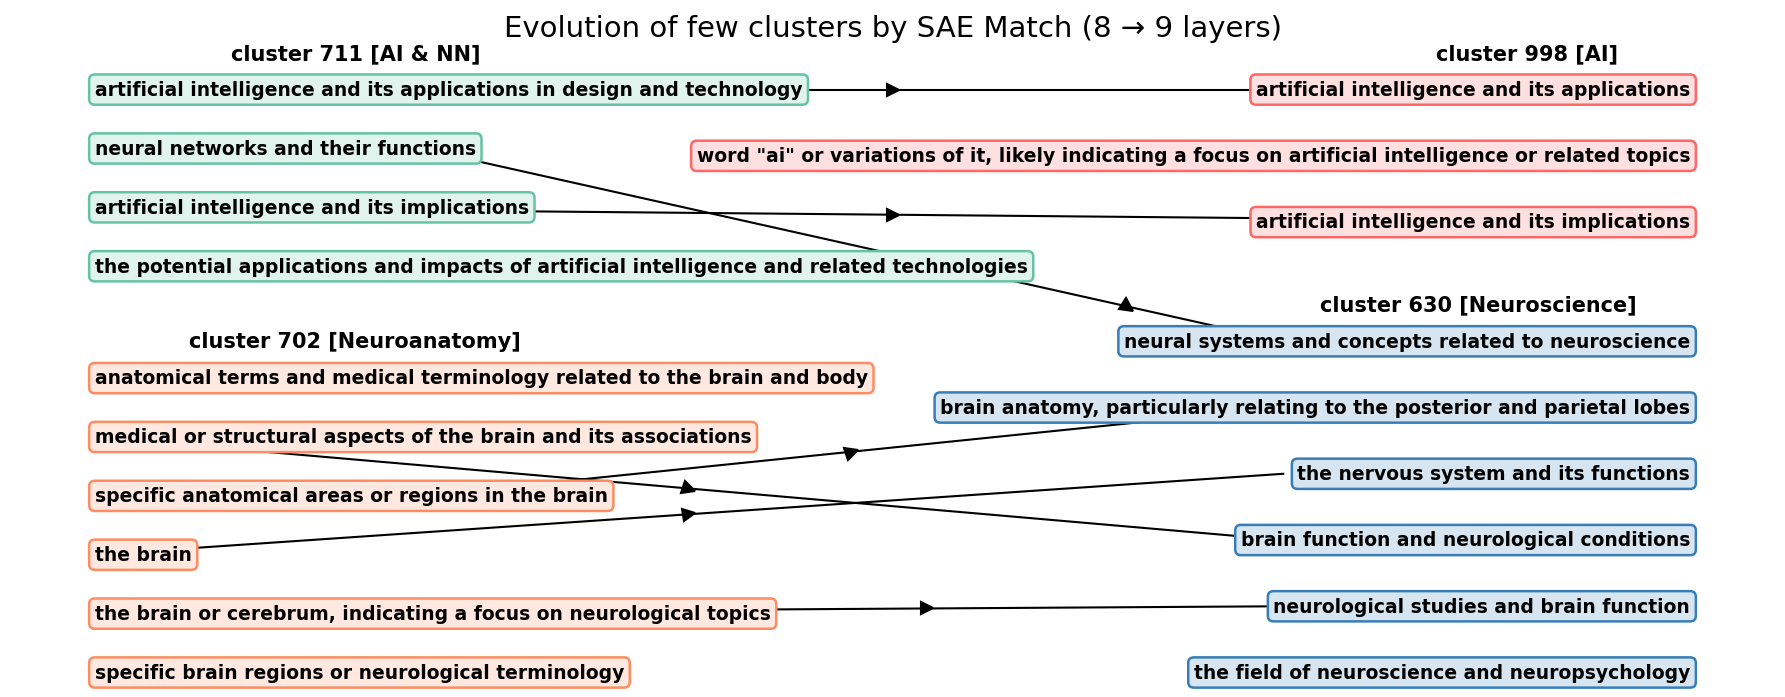 Evolution of few clusters by SAE Match (8 → 9 layers)
cluster 711 [AI & NN]
artificial intelligence and its applications in design and technology
neural networks and their functions
artificial intelligence and its implications
the potential applications and impacts of artificial intelligence and related technologies
cluster 702 [Neuroanatomy]
anatomical terms and medical terminology related to the brain and body
medical or structural aspects of the brain and its associations
specific anatomical areas or regions in the brain
the brain
the brain or cerebrum, indicating a focus on neurological topics
specific brain regions or neurological terminology
cluster 998 [AI]
artificial intelligence and its applications
word "ai" or variations of it, likely indicating a focus on artificial intelligence or related topics
artificial intelligence and its implications
cluster 630 [Neuroscience]
neural systems and concepts related to neuroscience
brain anatomy, particularly relating to the posterior and parietal lobes
the nervous system and its functions
brain function and neurological conditions
neurological studies and brain function
the field of neuroscience and neuropsychology